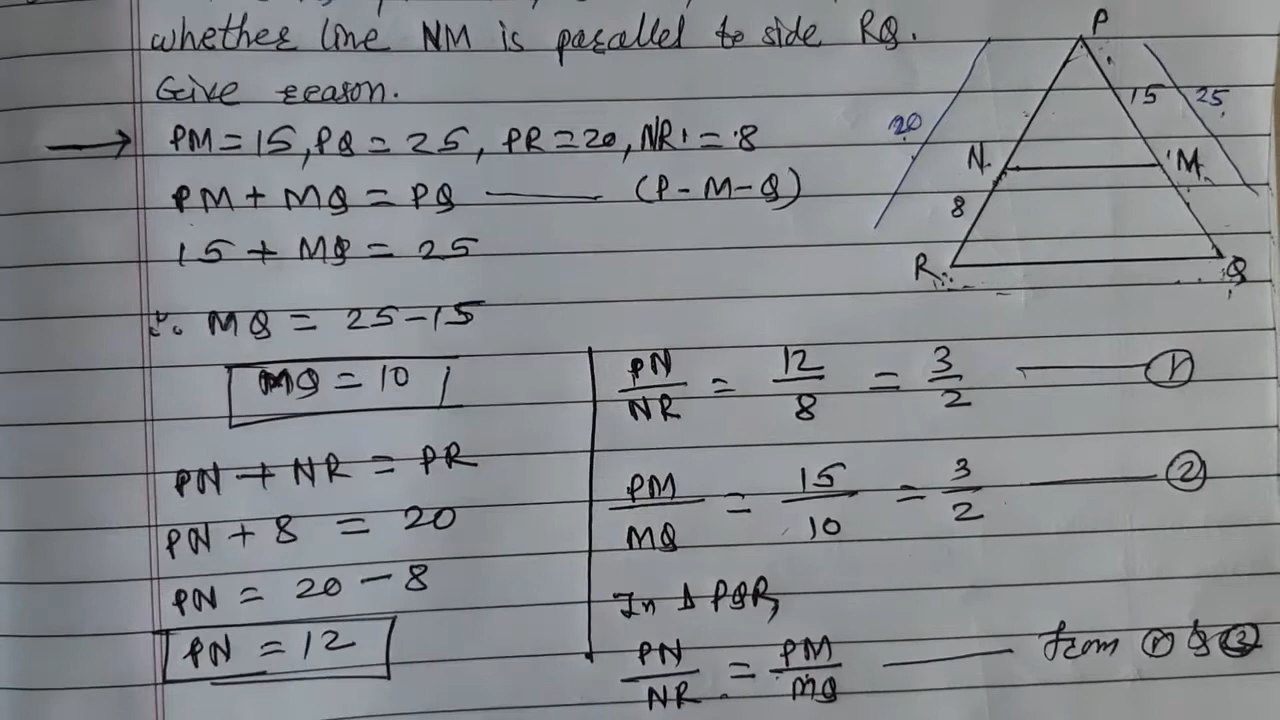 whether line NM is parallel to side RQ.
Give reason.
→ PM = 15, PQ = 25, PR = 20, NR = 8
PM + MQ = PQ —— (P-M-Q)
15 + MQ = 25
∴ MQ = 25 - 15
MQ = 10
PN + NR = PR
PN + 8 = 20
PN = 20 - 8
PN = 12
PN/NR = 12/8 = 3/2 —— ①
PM/MQ = 15/10 = 3/2 —— ②
In Δ PQR,
PN/NR = PM/MQ —— from ① & ②
P
15
25
20
N
M
8
R
Q